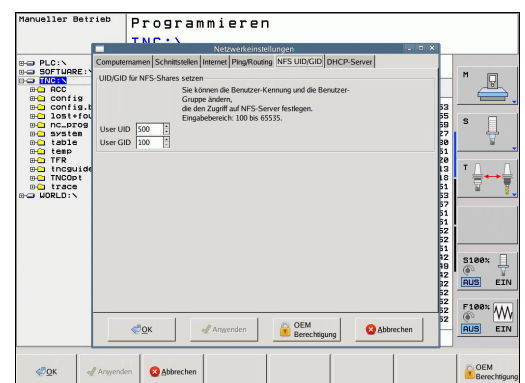 Manueller Betrieb
Programmieren
TNC:\
Netzwerkeinstellungen
Computernamen Schnittstellen Internet Ping/Routing NFS UID/GID DHCP-Server
UID/GID für NFS-Shares setzen
Sie können die Benutzer-Kennung und die Benutzer-
Gruppe ändern,
die den Zugriff auf NFS-Server festlegen.
Eingabebereich: 100 bis 65535.
User UID 500
User GID 100
PLC:\
SOFTWARE:\
TNC:\
ACC
config
config.b
lost+fou
nc_prog
system
table
temp
TFR
tncguide
TNCOpt
trace
WORLD:\
M
S
T
S100%
AUS EIN
F100%
AUS EIN
OK Anwenden OEM Berechtigung Abbrechen
OK Anwenden Abbrechen OEM Berechtigung